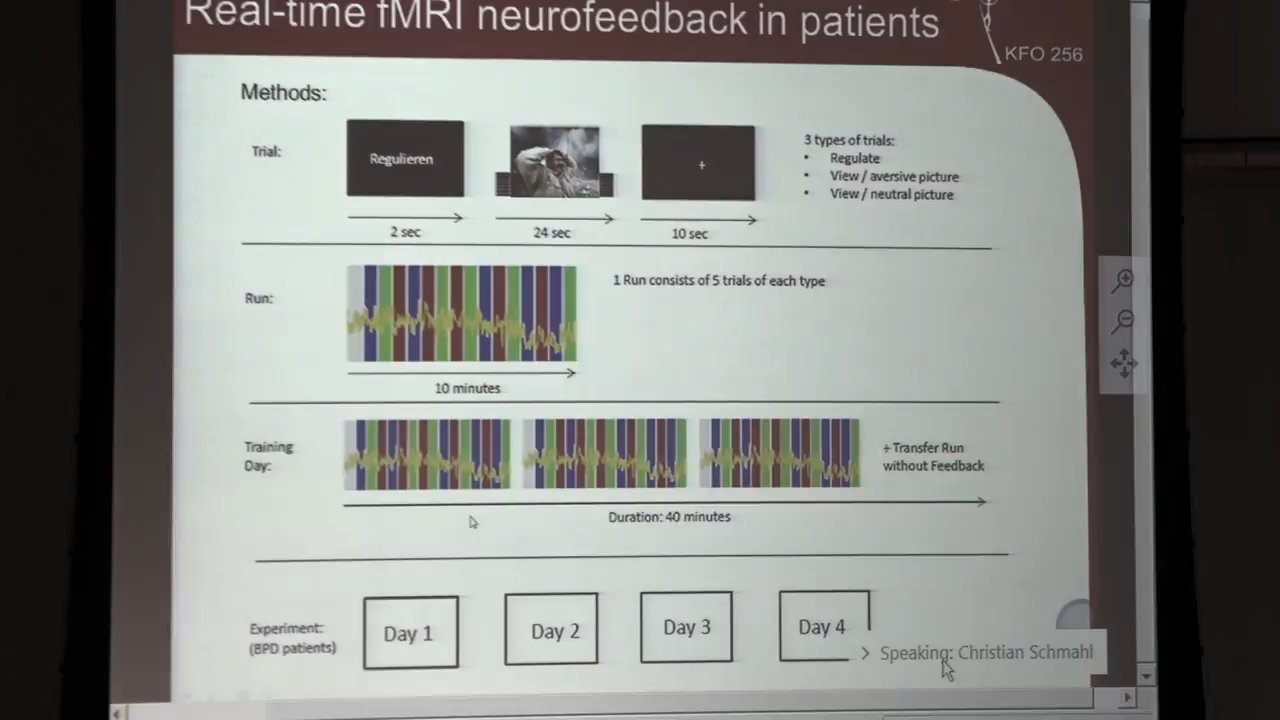 Real-time fMRI neurofeedback in patients
KFO 256
Methods:
Trial:
Regulieren
+
3 types of trials:
• Regulate
• View / aversive picture
• View / neutral picture
2 sec
24 sec
10 sec
Run:
1 Run consists of 5 trials of each type
10 minutes
Training
Day:
+ Transfer Run
without Feedback
Duration: 40 minutes
Experiment:
(BPD patients)
Day 1
Day 2
Day 3
Day 4
> Speaking: Christian Schmahl